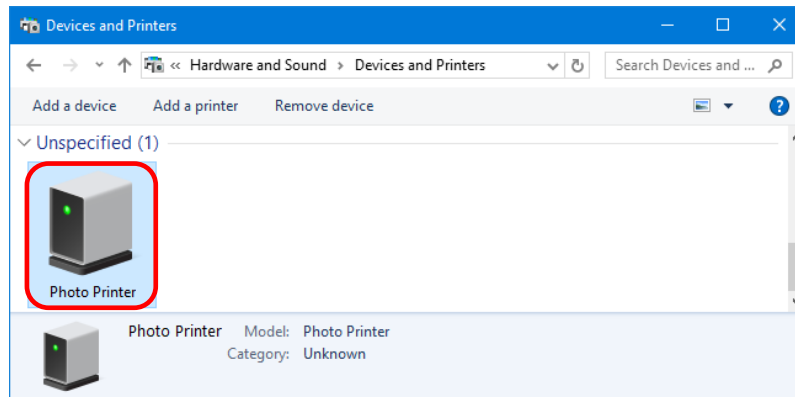 Devices and Printers
« Hardware and Sound › Devices and Printers
Search Devices and ...
Add a device Add a printer Remove device
?
Unspecified (1)
Photo Printer
Photo Printer Model: Photo Printer
Category: Unknown